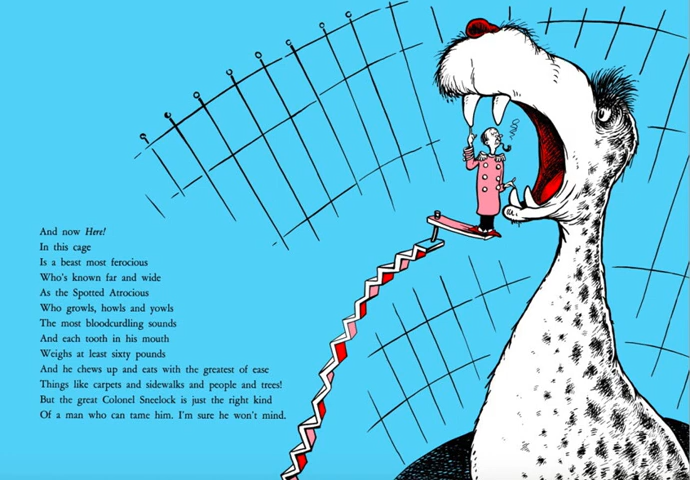 And now Here!
In this cage
Is a beast most ferocious
Who's known far and wide
As the Spotted Atrocious
Who growls, howls and yowls
The most bloodcurdling sounds
And each tooth in his mouth
Weighs at least sixty pounds
And he chews up and eats with the greatest of ease
Things like carpets and sidewalks and people and trees!
But the great Colonel Sneelock is just the right kind
Of a man who can tame him. I'm sure he won't mind.